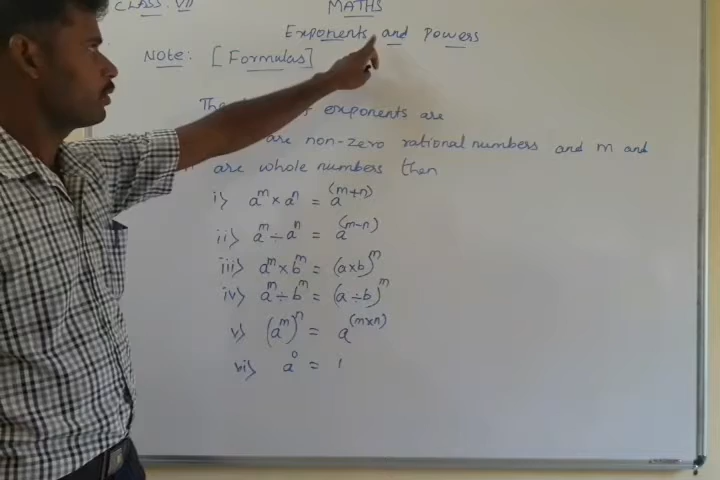 CLASS. VII
MATHS
Exponents and Powers
Note: [Formulas]
The exponents are
are non-zero rational numbers and m and
are whole numbers then
i> a^m × a^n = a^(m+n)
ii> a^m ÷ a^n = a^(m-n)
iii> a^m × b^m = (a×b)^m
iv> a^m ÷ b^m = (a÷b)^m
v> (a^m)^n = a^(m×n)
vi> a^0 = 1